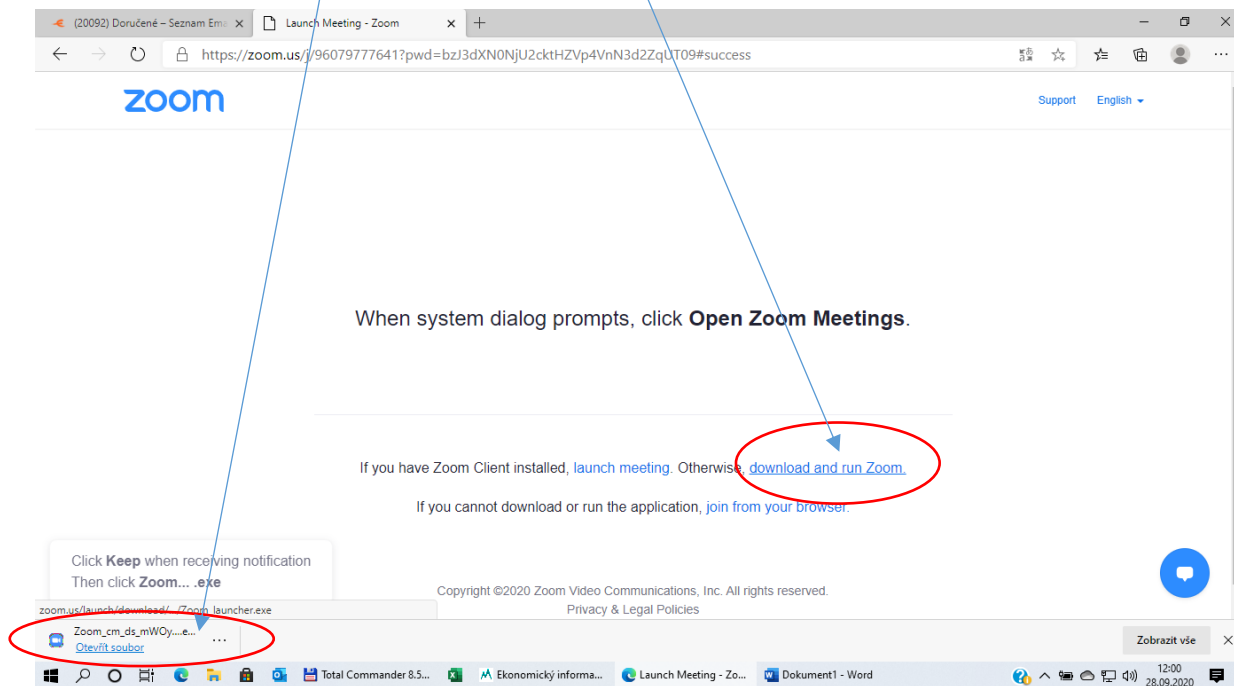 (20092) Doručené – Seznam Ema
Launch Meeting - Zoom
https://zoom.us/j/96079777641?pwd=bzJ3dXN0NjU2cktHZVp4VnN3d2ZqUT09#success
zoom
Support English
When system dialog prompts, click Open Zoom Meetings.
If you have Zoom Client installed, launch meeting. Otherwise, download and run Zoom.
If you cannot download or run the application, join from your browser.
Click Keep when receiving notification
Then click Zoom... .exe
Copyright ©2020 Zoom Video Communications, Inc. All rights reserved.
Privacy & Legal Policies
zoom.us/launch/download/.../Zoom_launcher.exe
Zoom_cm_ds_mWOy....e...
Otevřít soubor
Zobrazit vše
Total Commander 8.5... Ekonomický informa... Launch Meeting - Zo... Dokument1 - Word
12:00
28.09.2020